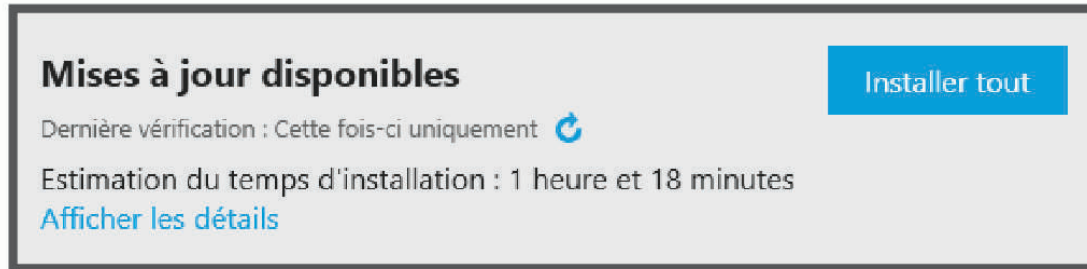 Mises à jour disponibles
Installer tout
Dernière vérification : Cette fois-ci uniquement
Estimation du temps d'installation : 1 heure et 18 minutes
Afficher les détails